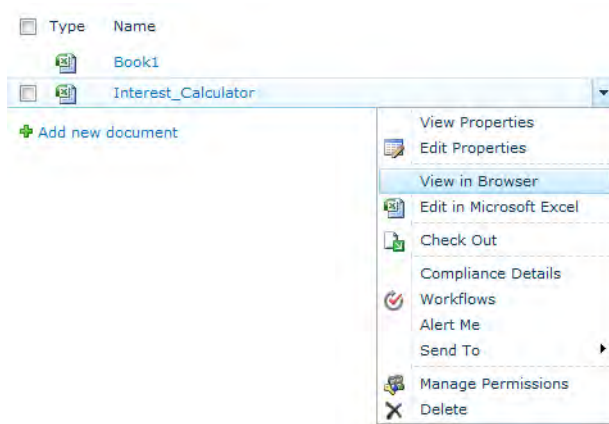 Type Name
Book1
Interest_Calculator
Add new document
View Properties
Edit Properties
View in Browser
Edit in Microsoft Excel
Check Out
Compliance Details
Workflows
Alert Me
Send To
Manage Permissions
Delete